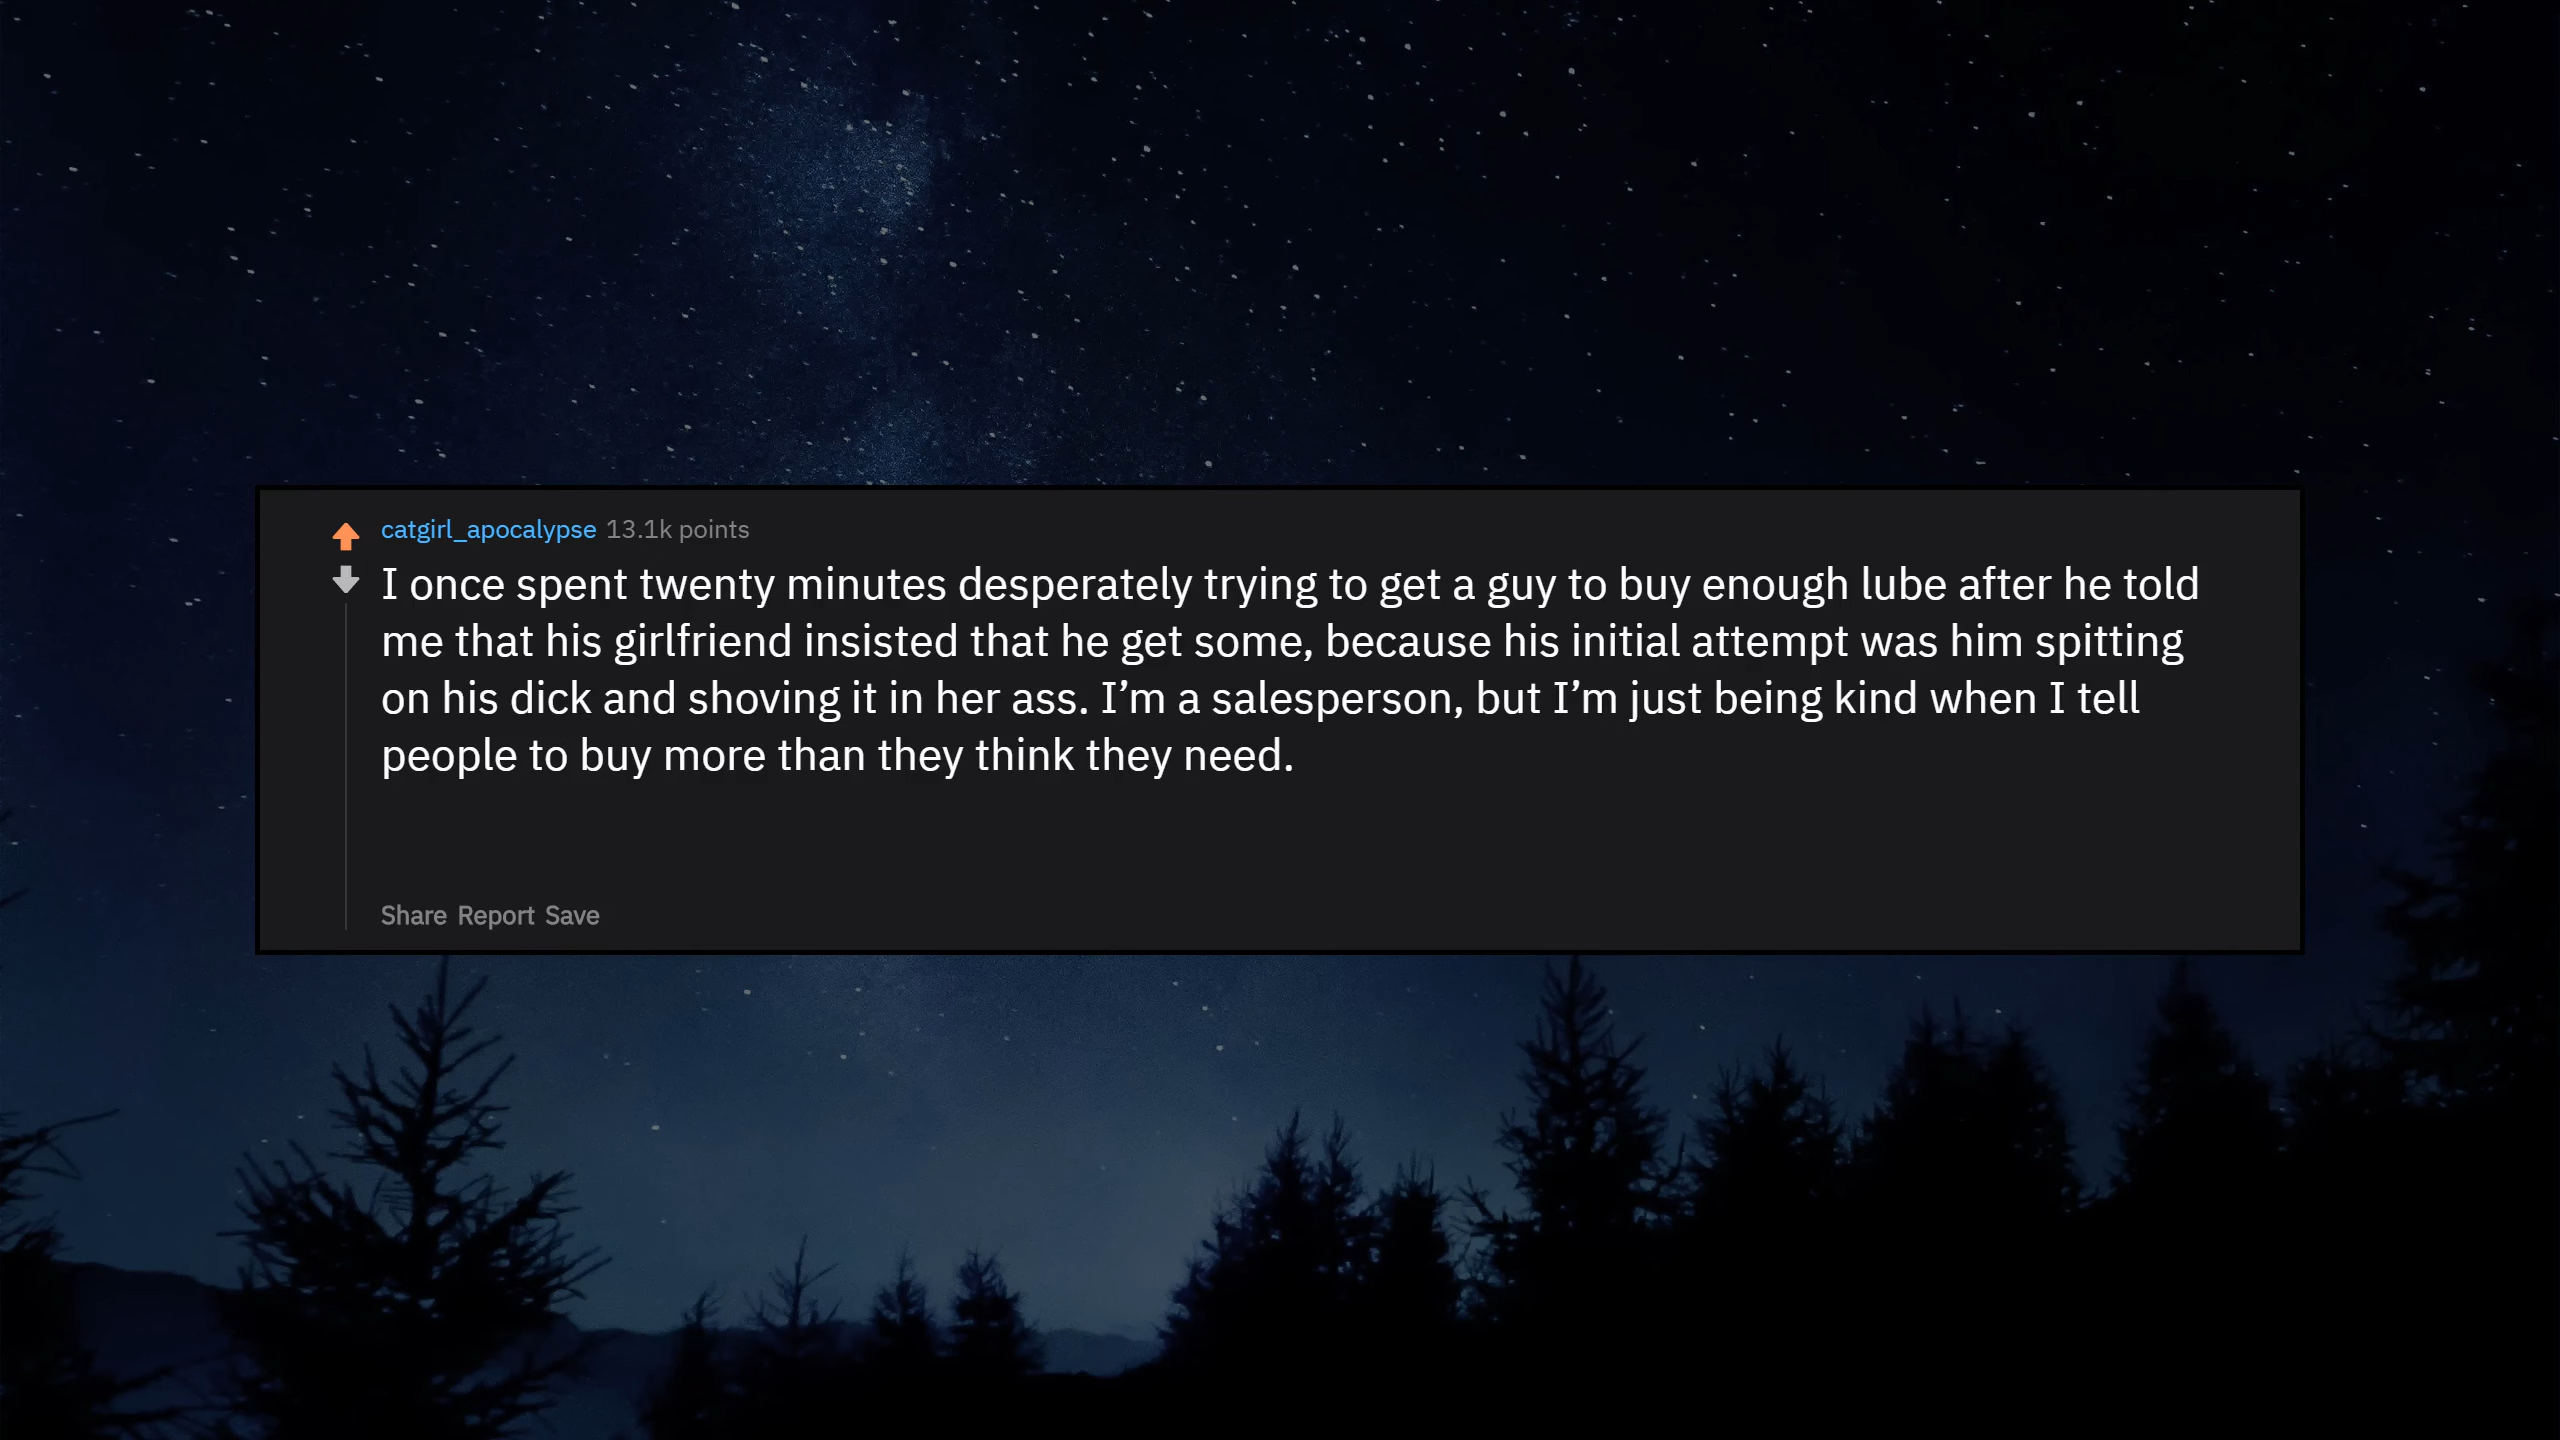 catgirl_apocalypse 13.1k points
I once spent twenty minutes desperately trying to get a guy to buy enough lube after he told
me that his girlfriend insisted that he get some, because his initial attempt was him spitting
on his dick and shoving it in her ass. I’m a salesperson, but I’m just being kind when I tell
people to buy more than they think they need.
Share Report Save